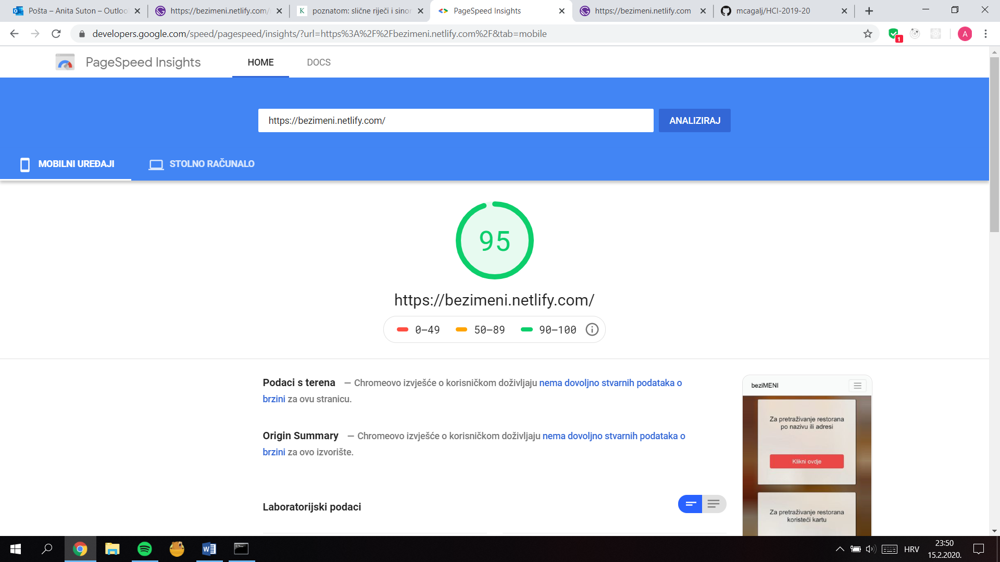 Pošta – Anita Suton – Outloo
https://bezimeni.netlify.com/
poznatom: slične riječi i sinon
PageSpeed Insights
https://bezimeni.netlify.com
mcagalj/HCI-2019-20
developers.google.com/speed/pagespeed/insights/?url=https%3A%2F%2Fbezimeni.netlify.com%2F&tab=mobile
1
A
PageSpeed Insights
HOME
DOCS
https://bezimeni.netlify.com/
ANALIZIRAJ
MOBILNI UREĐAJI
STOLNO RAČUNALO
95
https://bezimeni.netlify.com/
0–49
50–89
90–100
Podaci s terena — Chromeovo izvješće o korisničkom doživljaju nema dovoljno stvarnih podataka o
brzini za ovu stranicu.
Origin Summary — Chromeovo izvješće o korisničkom doživljaju nema dovoljno stvarnih podataka o
brzini za ovo izvorište.
Laboratorijski podaci
beziMENI
Za pretraživanje restorana
po nazivu ili adresi
Klikni ovdje
Za pretraživanje restorana
koristeći kartu
HRV
23:50
15.2.2020.